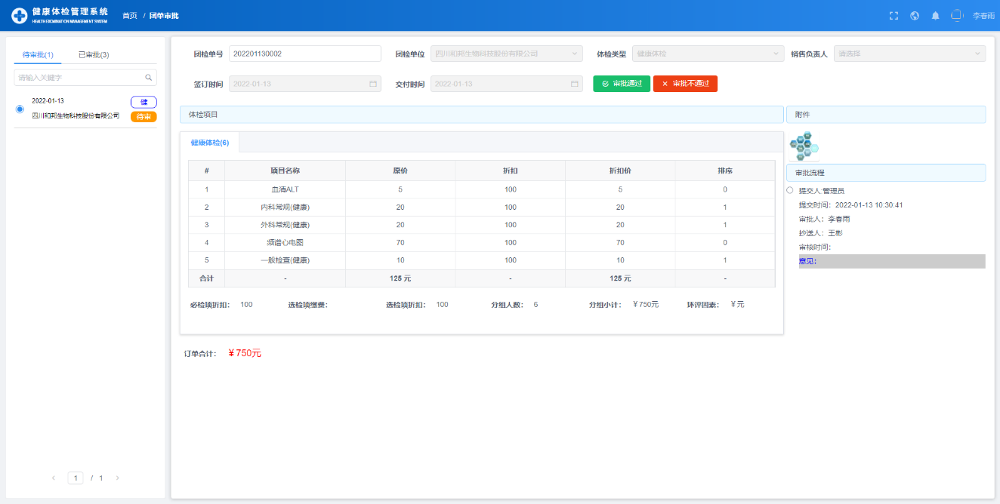 健康体检管理系统
HEALTH EXCMINATION MANAGEMENT SYSTEM
首页 / 团单审批
李春雨
待审批(1) 已审批(3)
请输入关键字
2022-01-13 健
四川和邦生物科技股份有限公司 待审
1 / 1
团检单号 202201130002 团检单位 四川和邦生物科技股份有限公司 体检类型 健康体检 销售负责人 请选择
签订时间 2022-01-13 交付时间 2022-01-13 审批通过 审批不通过
体检项目
健康体检(6)
# 项目名称 原价 折扣 折扣价 排序
1 血清ALT 5 100 5 0
2 内科常规(健康) 20 100 20 1
3 外科常规(健康) 20 100 20 1
4 频谱心电图 70 100 70 0
5 一般检查(健康) 10 100 10 1
合计 - 125 元 - 125 元 -
必检项折扣： 100 选检项缴费： 选检项折扣： 100 分组人数： 6 分组小计： ￥750元 环评因素： ￥元
订单合计： ￥750元
附件
审批流程
提交人:管理员
提交时间：2022-01-13 10:30:41
审批人：李春雨
抄送人：王彬
审核时间：
意见：